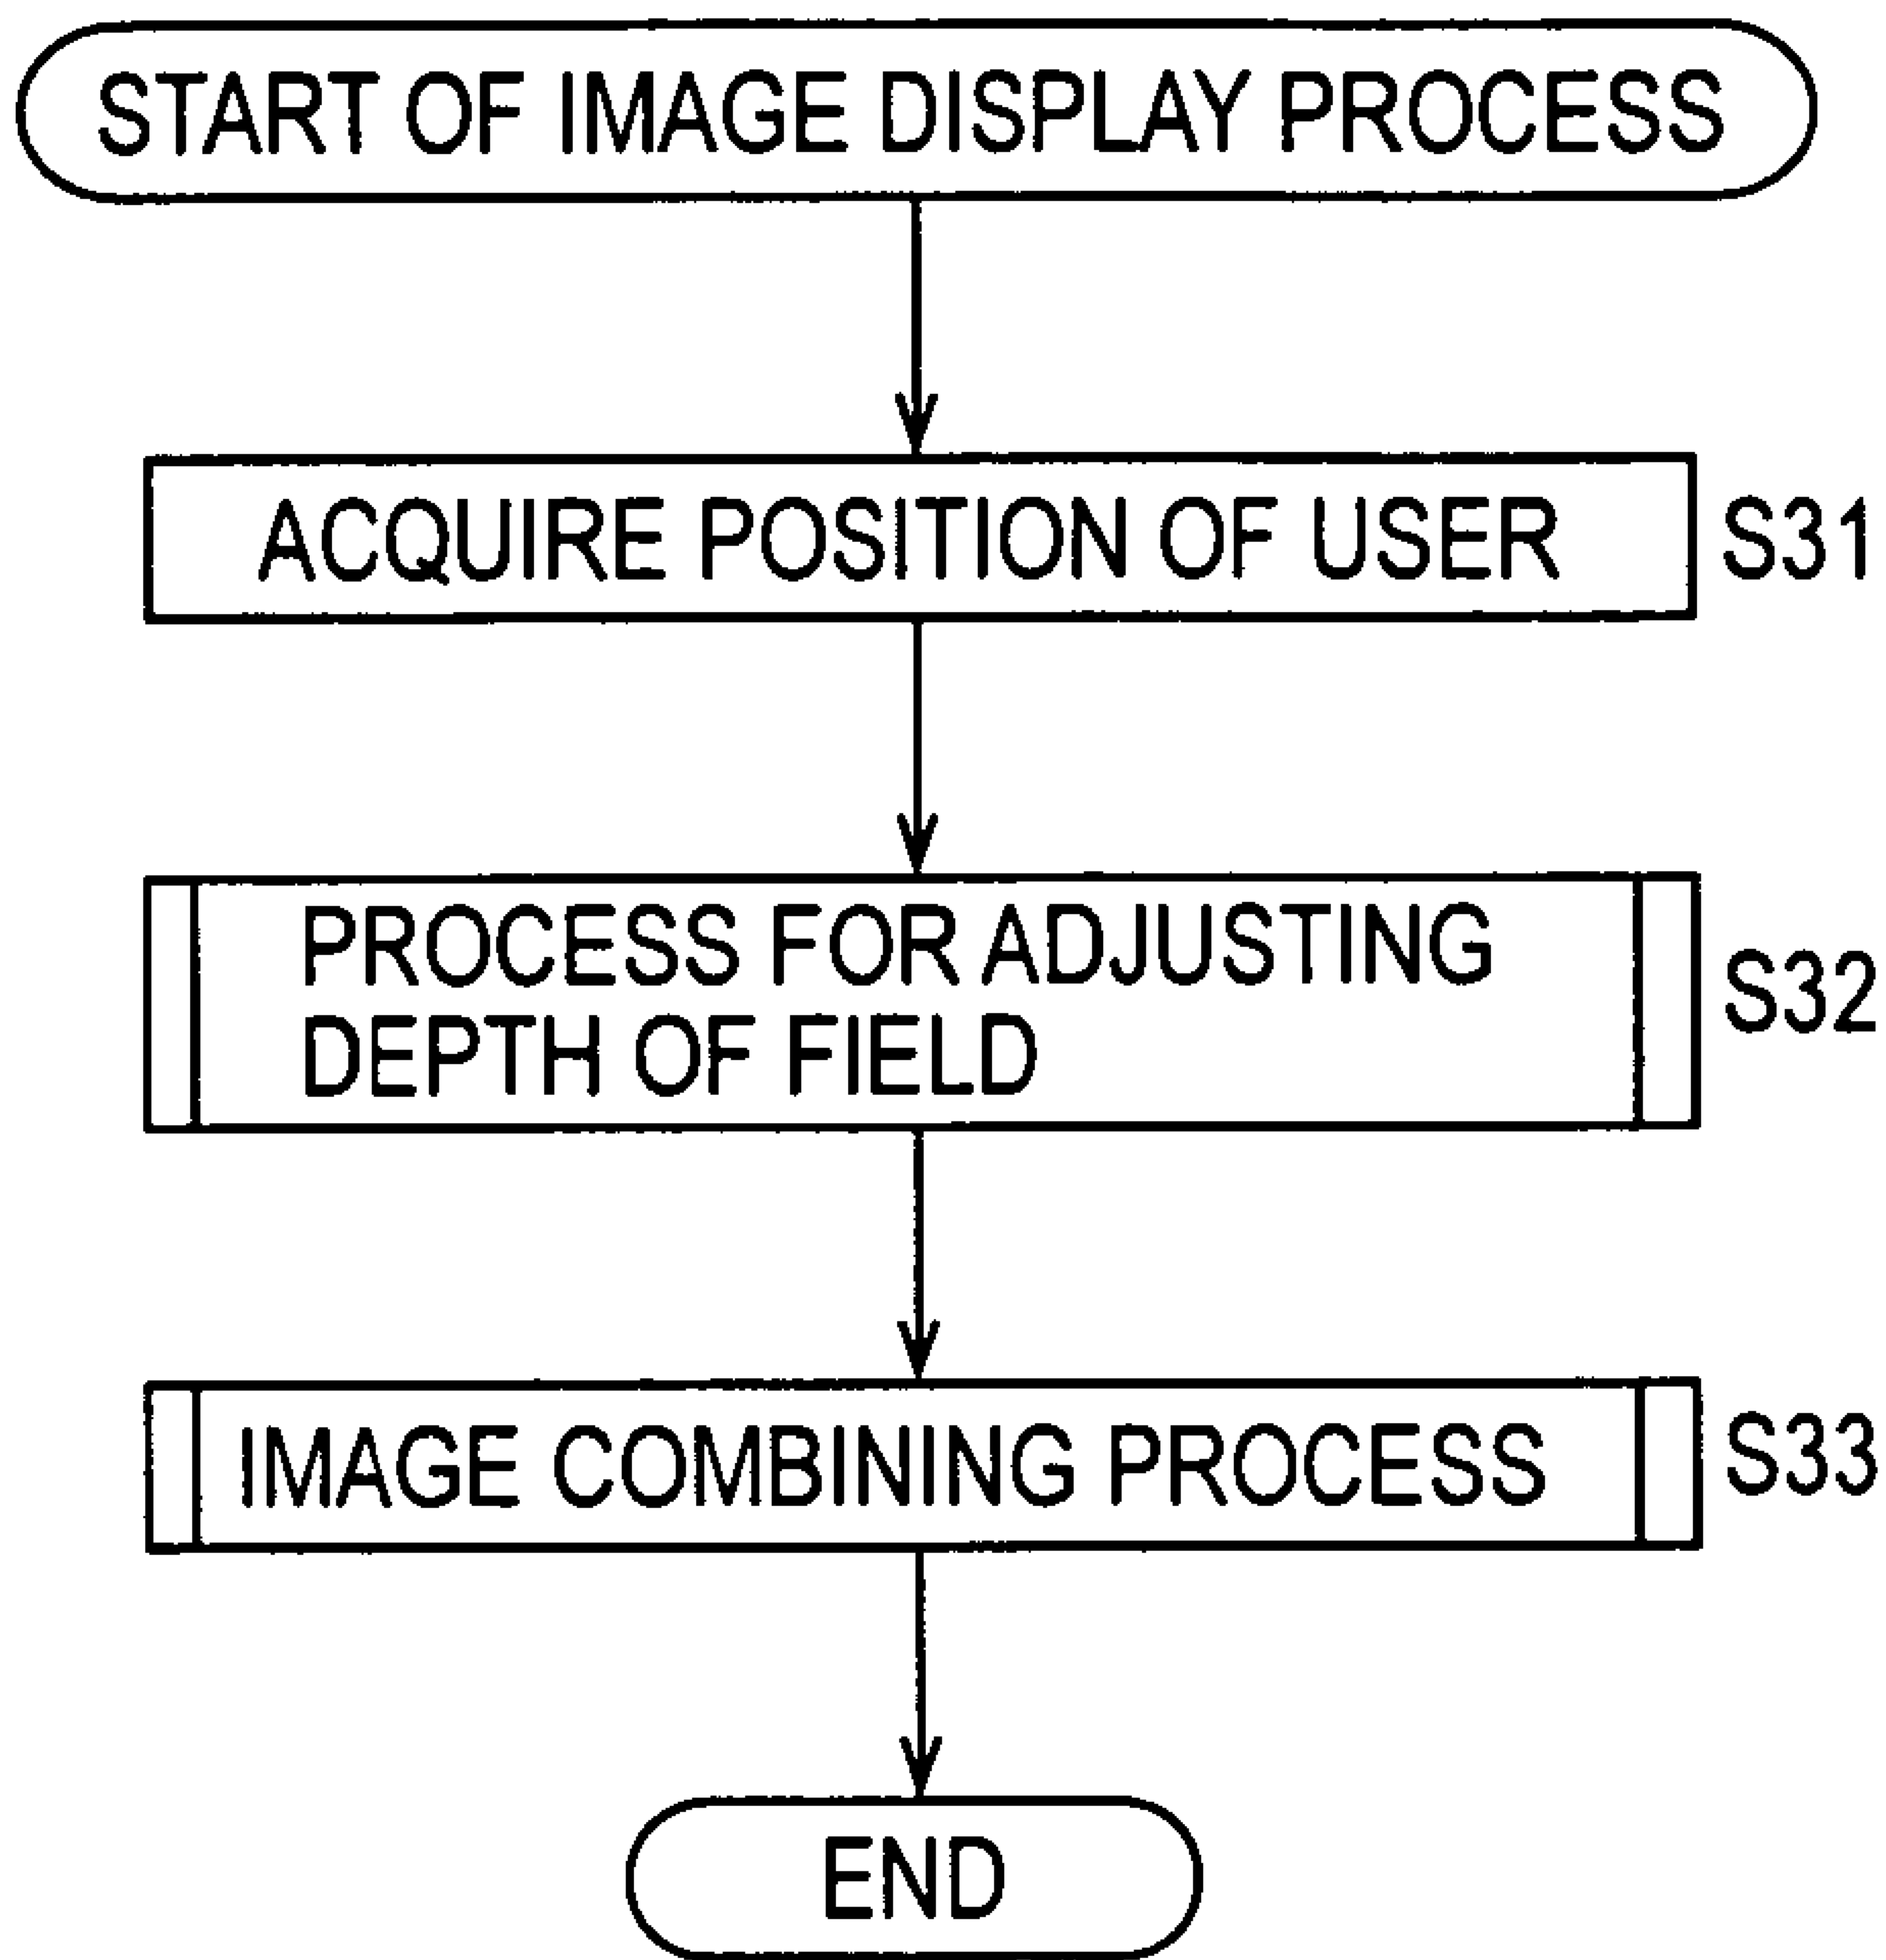 START OF IMAGE DISPLAY PROCESS
ACQUIRE POSITION OF USER S31
PROCESS FOR ADJUSTING
DEPTH OF FIELD
S32
IMAGE COMBINING PROCESS S33
END